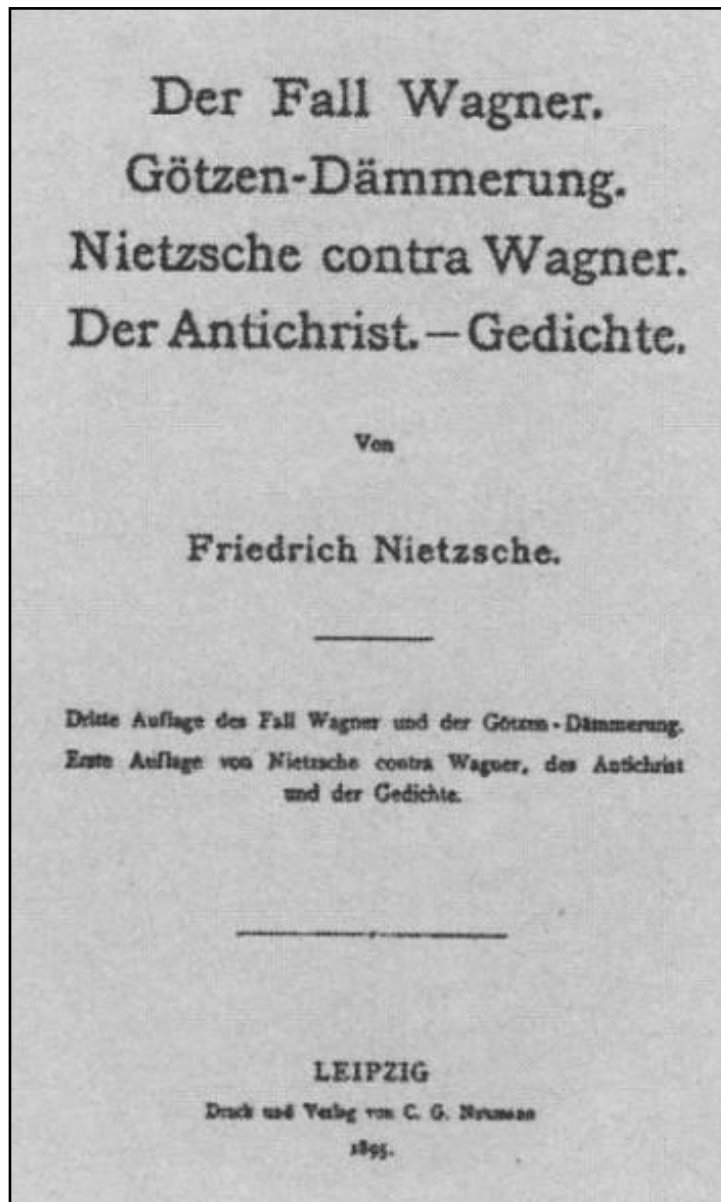 Der Fall Wagner.
Götzen-Dämmerung.
Nietzsche contra Wagner.
Der Antichrist.—Gedichte.
Von
Friedrich Nietzsche.
Dritte Auflage des Fall Wagner und der Götzen-Dämmerung.
Erste Auflage von Nietzsche contra Wagner, des Antichrist
und der Gedichte.
LEIPZIG
Druck und Verlag von C. G. Naumann
1895.